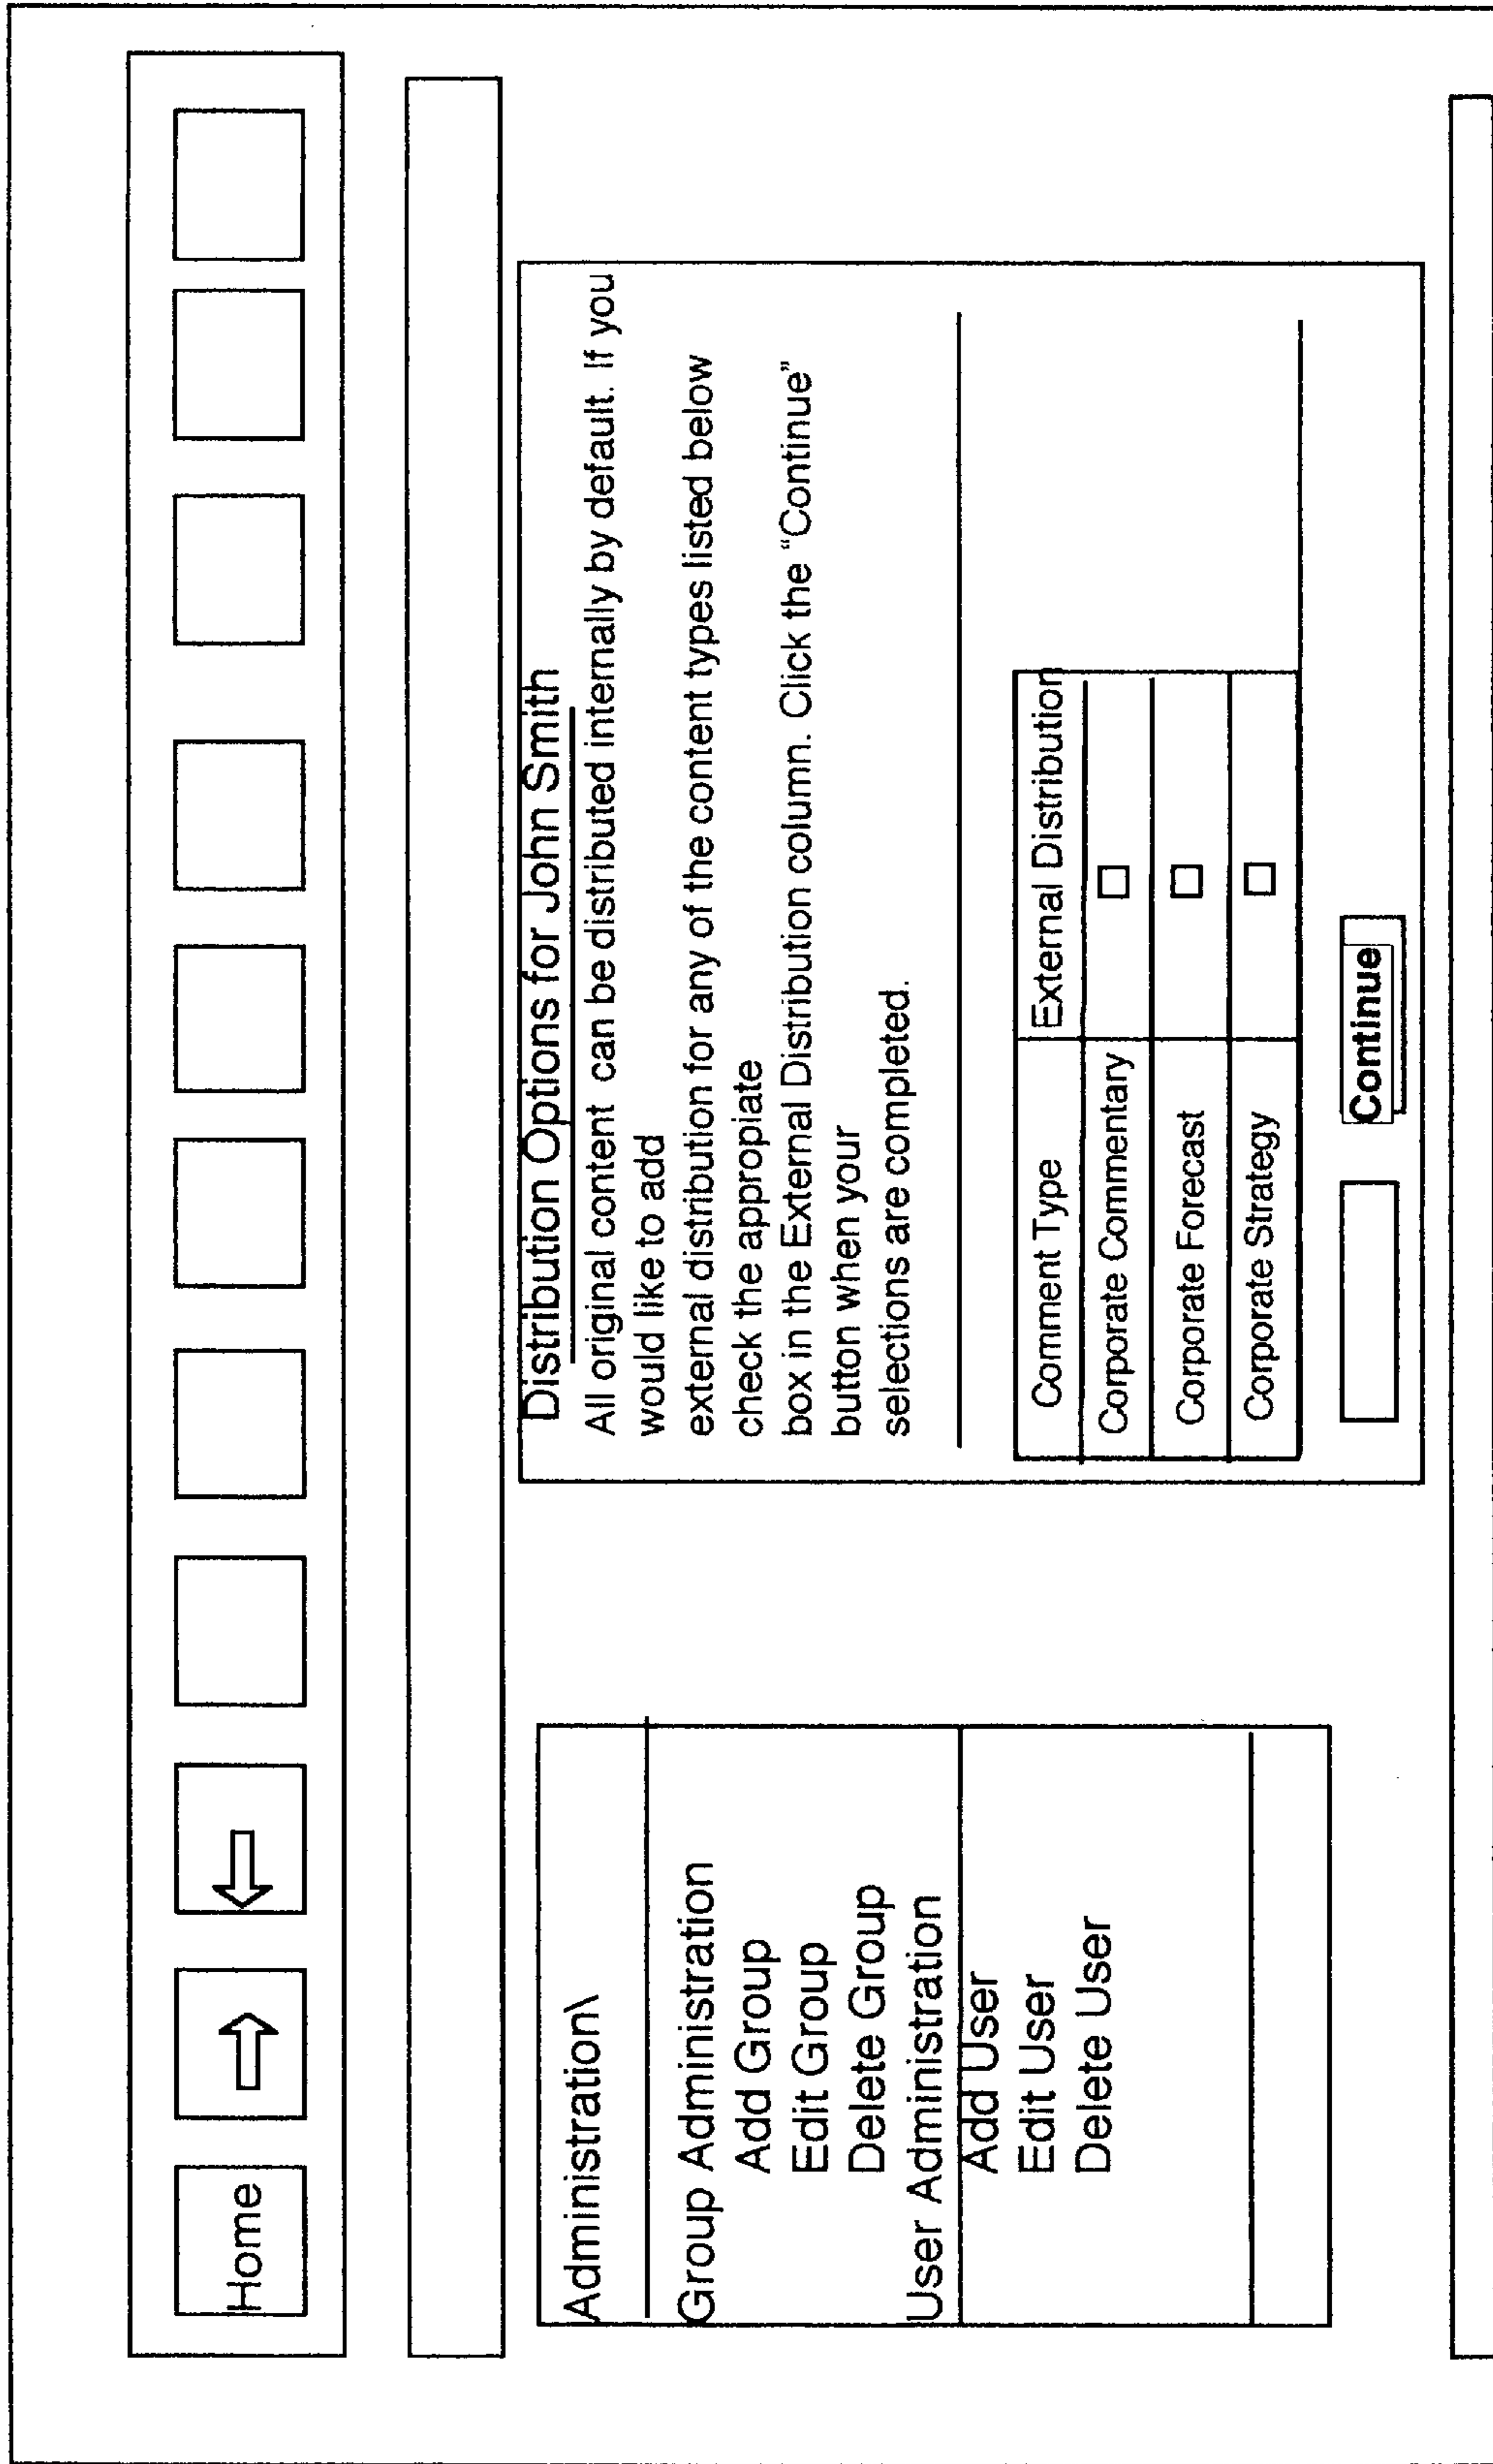 Home
Administration\
Group Administration
Add Group
Edit Group
Delete Group
User Administration
Add User
Edit User
Delete User
Distribution Options for John Smith
All original content can be distributed internally by default. If you
would like to add
external distribution for any of the content types listed below
check the appropiate
box in the External Distribution column. Click the "Continue"
button when your
selections are completed.
Comment Type External Distribution
Corporate Commentary
Corporate Forecast
Corporate Strategy
Continue